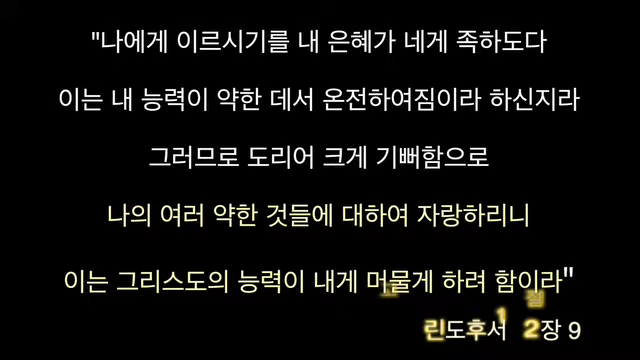 "나에게 이르시기를 내 은혜가 네게 족하도다
이는 내 능력이 약한 데서 온전하여짐이라 하신지라
그러므로 도리어 크게 기뻐함으로
나의 여러 약한 것들에 대하여 자랑하리니
이는 그리스도의 능력이 내게 머물게 하려 함이라"
고린도후서 12장 9절